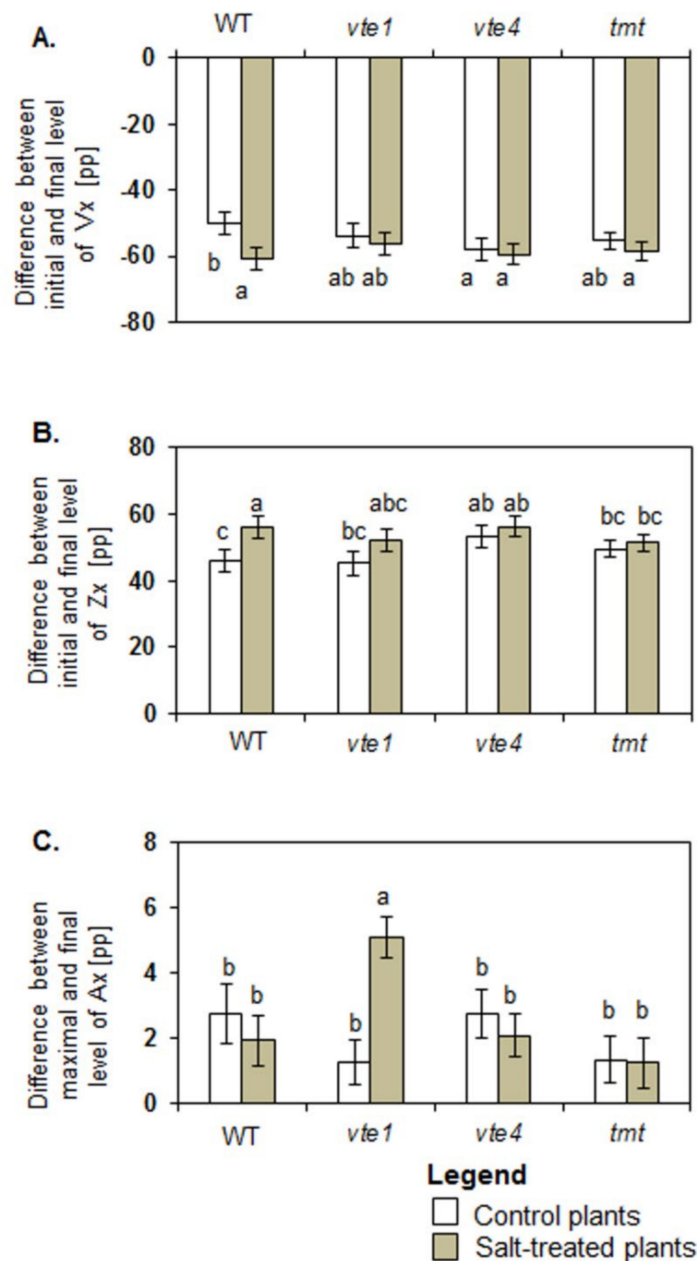 A.
WT vte1 vte4 tmt
Difference between
initial and final level
of Vx [pp]
0
-20
-40
-60
-80
b a ab ab a a ab a
B.
Difference between
initial and final level
of Zx [pp]
80
60
40
20
0
c a bc abc ab ab bc bc
WT vte1 vte4 tmt
C.
Difference between
maximal and final
level of Ax [pp]
8
6
4
2
0
b b b a b b b b
WT vte1 vte4 tmt
Legend
Control plants
Salt-treated plants